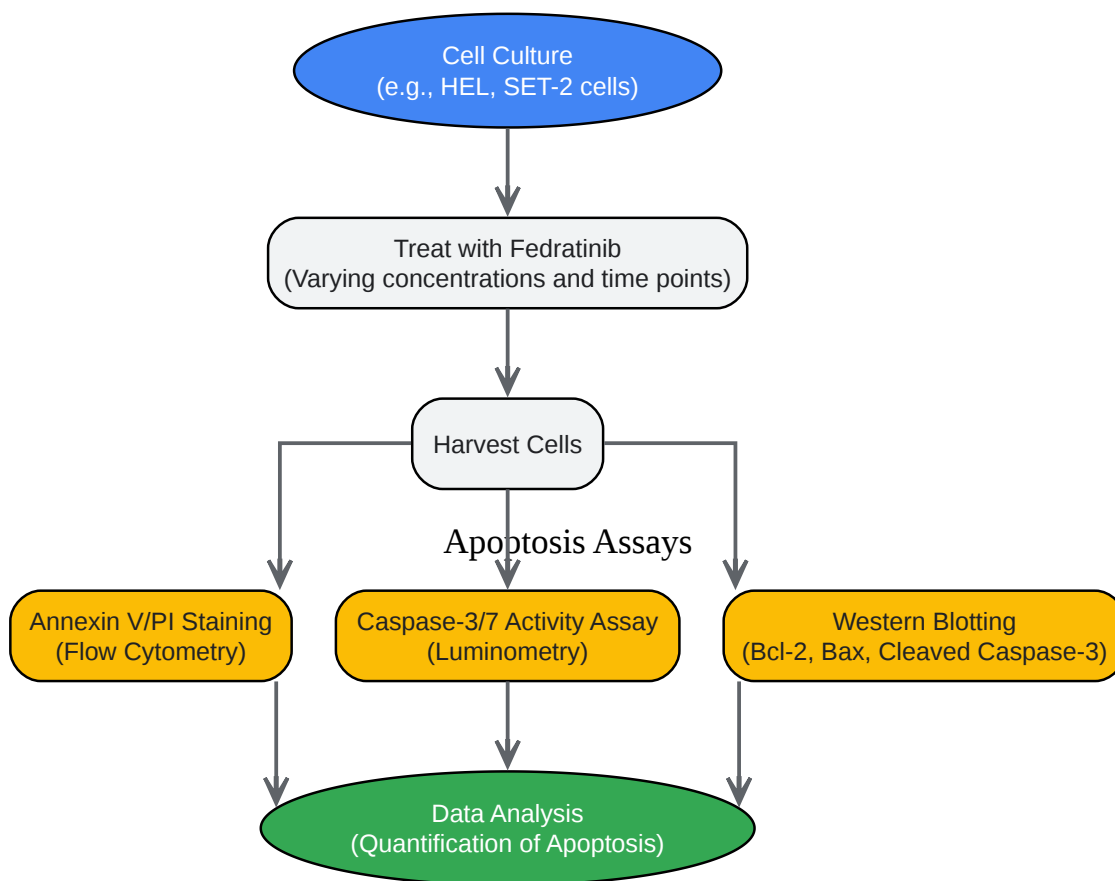 Cell Culture
(e.g., HEL, SET-2 cells)
Treat with Fedratinib
(Varying concentrations and time points)
Harvest Cells
Apoptosis Assays
Annexin V/PI Staining
(Flow Cytometry)
Caspase-3/7 Activity Assay
(Luminometry)
Western Blotting
(Bcl-2, Bax, Cleaved Caspase-3)
Data Analysis
(Quantification of Apoptosis)